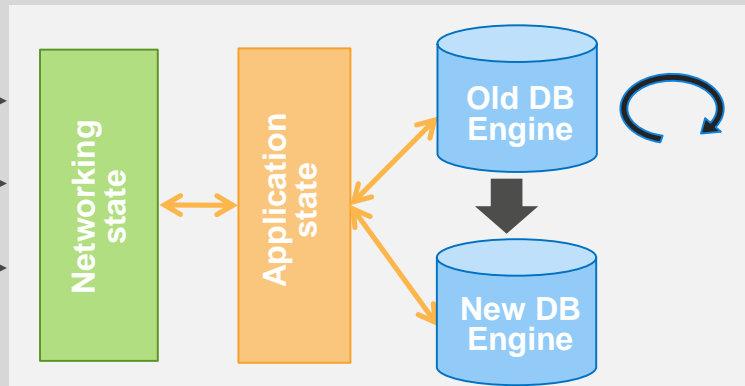 Networking
state
Application
state
Old DB
Engine
New DB
Engine